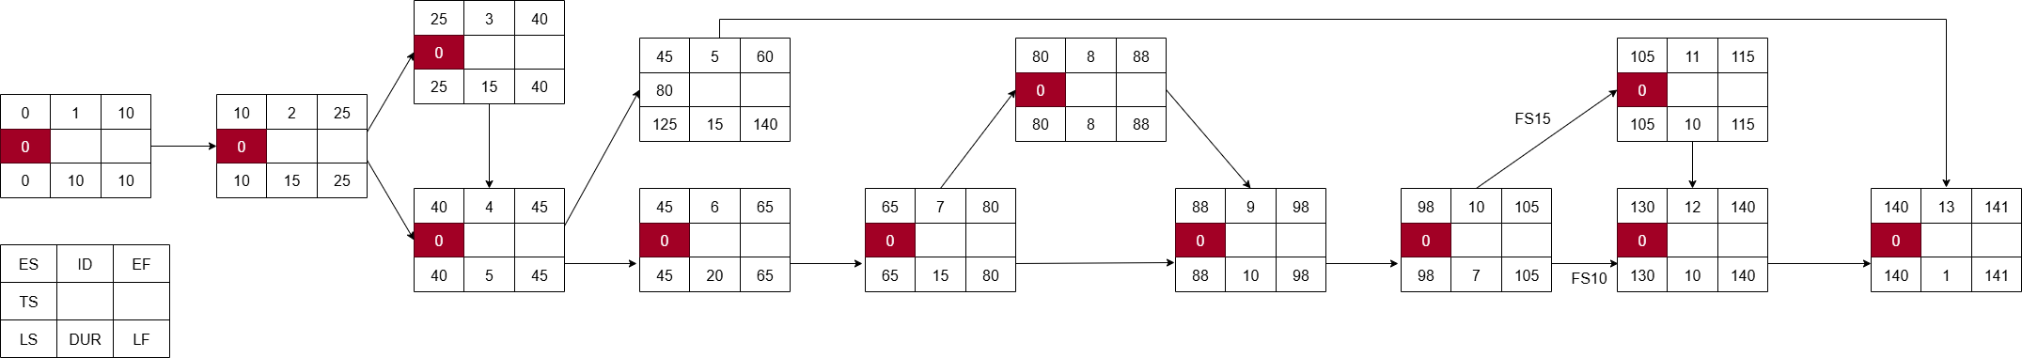 25 3 40
0
25 15 40
45 5 60
80
125 15 140
80 8 88
0
80 8 88
105 11 115
0
105 10 115
FS15
0 1 10
0
0 10 10
10 2 25
0
10 15 25
40 4 45
0
40 5 45
45 6 65
0
45 20 65
65 7 80
0
65 15 80
88 9 98
0
88 10 98
98 10 105
0
98 7 105
FS10
130 12 140
0
130 10 140
140 13 141
0
140 1 141
ES ID EF
TS
LS DUR LF